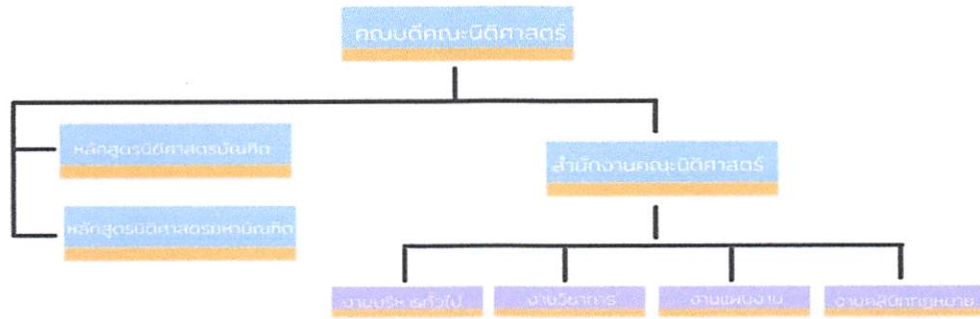 คณบดีคณะนิติศาสตร์
หลักสูตรนิติศาสตรบัณฑิต
สำนักงานคณะนิติศาสตร์
หลักสูตรนิติศาสตรมหาบัณฑิต
งานบริหารทั่วไป
งานวิชาการ
งานแผนงาน
งานคลินิกกฎหมาย